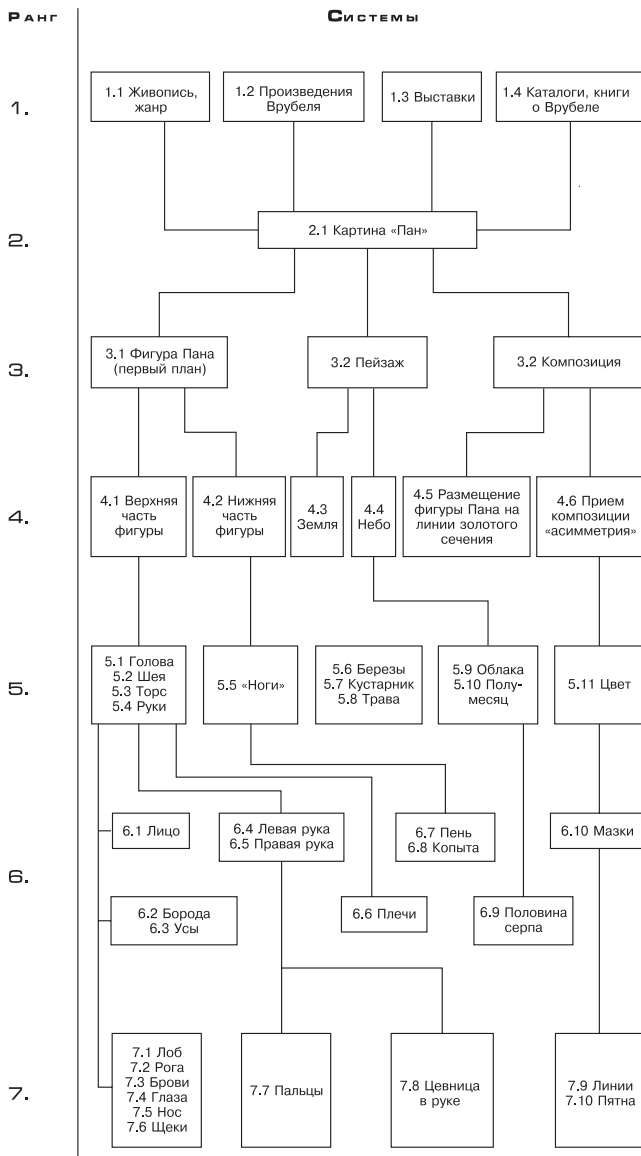 Ранг
Системы
1.
1.1 Живопись,
жанр
1.2 Произведения
Врубеля
1.3 Выставки
1.4 Каталоги, книги
о Врубеле
2.
2.1 Картина «Пан»
3.
3.1 Фигура Пана
(первый план)
3.2 Пейзаж
3.2 Композиция
4.
4.1 Верхняя
часть
фигуры
4.2 Нижняя
часть
фигуры
4.3
Земля
4.4
Небо
4.5 Размещение
фигуры Пана на
линии золотого
сечения
4.6 Прием
композиции
«асимметрия»
5.
5.1 Голова
5.2 Шея
5.3 Торс
5.4 Руки
5.5 «Ноги»
5.6 Березы
5.7 Кустарник
5.8 Трава
5.9 Облака
5.10 Полу-
месяц
5.11 Цвет
6.
6.1 Лицо
6.4 Левая рука
6.5 Правая рука
6.7 Пень
6.8 Копыта
6.10 Мазки
6.2 Борода
6.3 Усы
6.6 Плечи
6.9 Половина
серпа
7.
7.1 Лоб
7.2 Рога
7.3 Брови
7.4 Глаза
7.5 Нос
7.6 Щеки
7.7 Пальцы
7.8 Цевница
в руке
7.9 Линии
7.10 Пятна